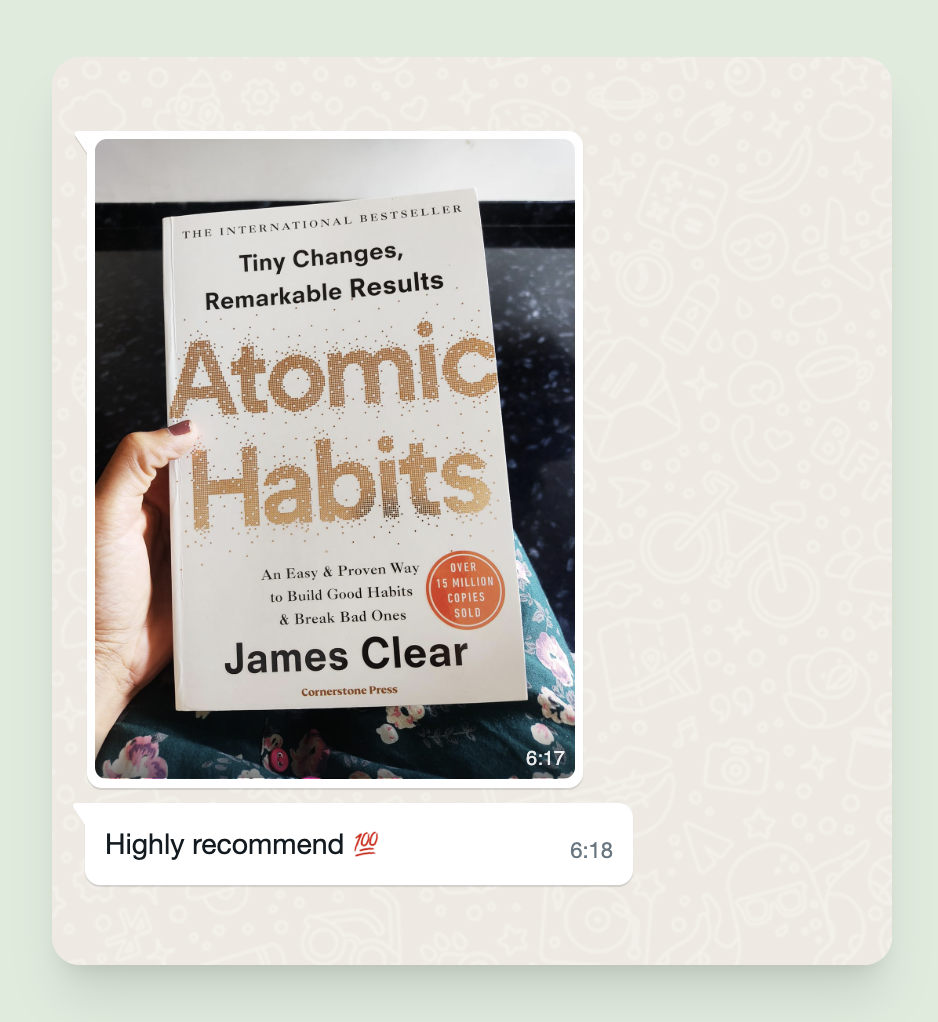 THE INTERNATIONAL BESTSELLER
Tiny Changes,
Remarkable Results
Atomic
Habits
An Easy & Proven Way
to Build Good Habits
& Break Bad Ones
OVER
15 MILLION
COPIES
SOLD
James Clear
Cornerstone Press
6:17
Highly recommend 💯
6:18